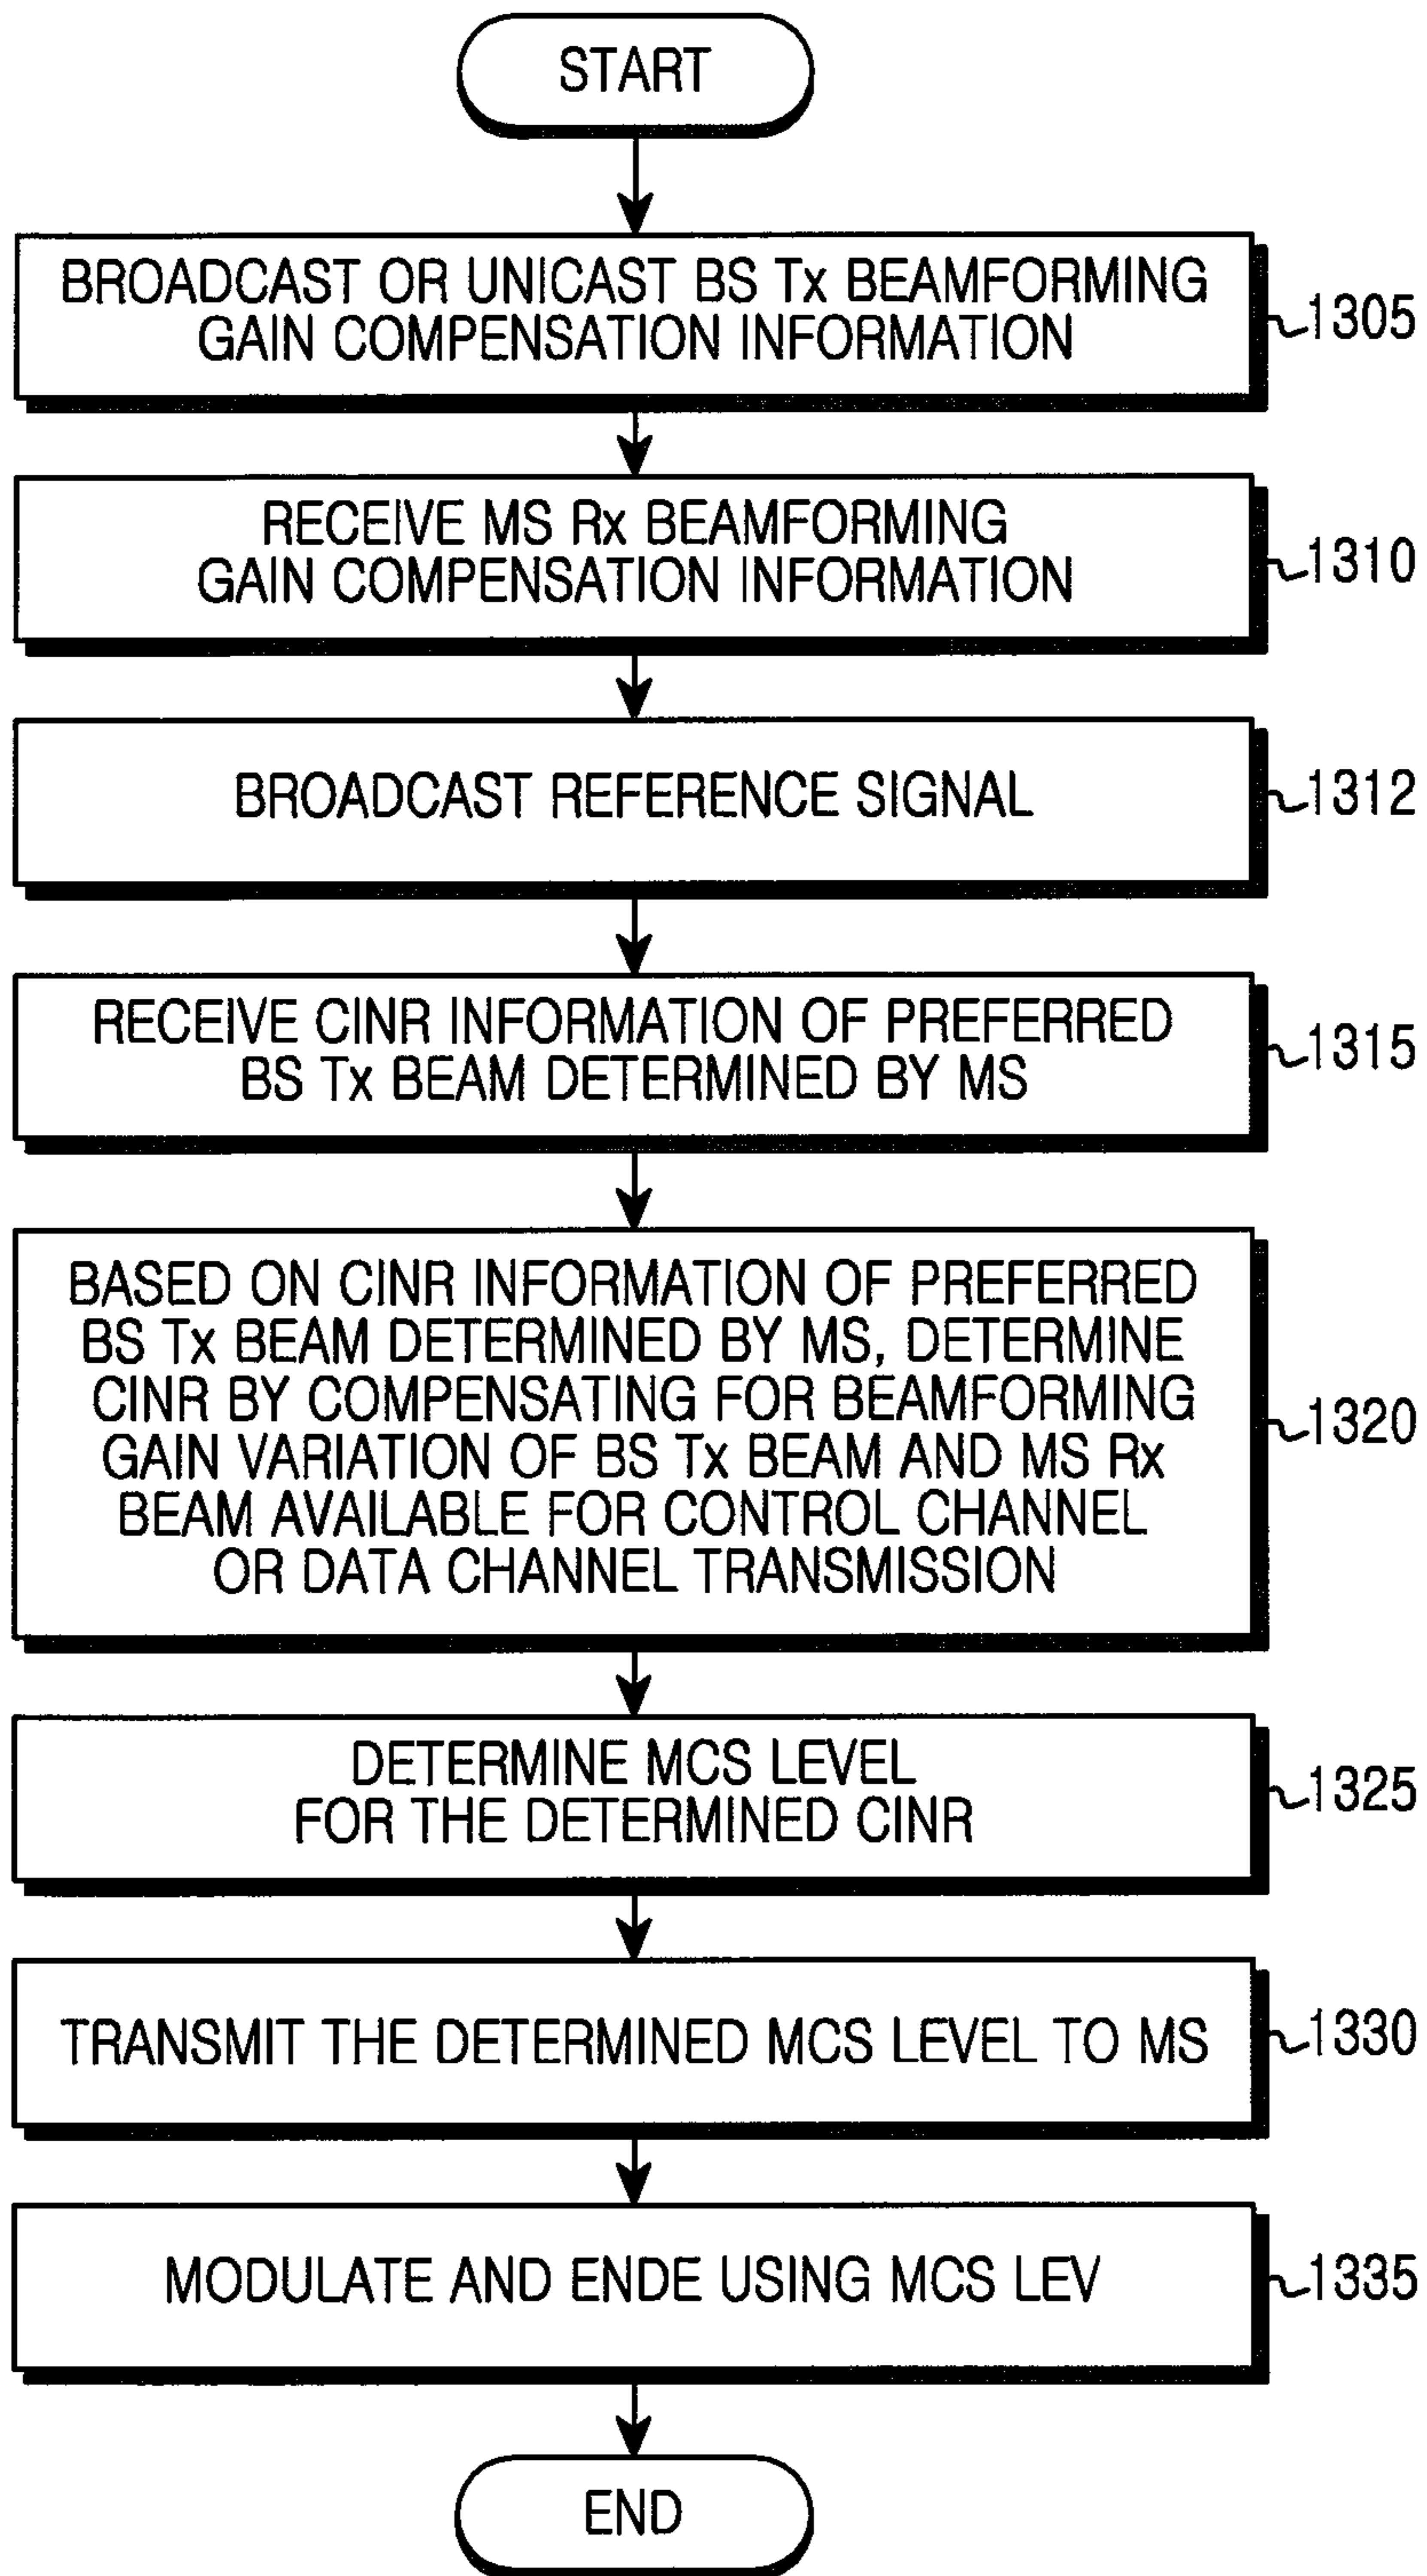 START
BROADCAST OR UNICAST BS Tx BEAMFORMING
GAIN COMPENSATION INFORMATION
1305
RECEIVE MS Rx BEAMFORMING
GAIN COMPENSATION INFORMATION
1310
BROADCAST REFERENCE SIGNAL
1312
RECEIVE CINR INFORMATION OF PREFERRED
BS Tx BEAM DETERMINED BY MS
1315
BASED ON CINR INFORMATION OF PREFERRED
BS Tx BEAM DETERMINED BY MS, DETERMINE
CINR BY COMPENSATING FOR BEAMFORMING
GAIN VARIATION OF BS Tx BEAM AND MS Rx
BEAM AVAILABLE FOR CONTROL CHANNEL
OR DATA CHANNEL TRANSMISSION
1320
DETERMINE MCS LEVEL
FOR THE DETERMINED CINR
1325
TRANSMIT THE DETERMINED MCS LEVEL TO MS
1330
MODULATE AND ENDE USING MCS LEV
1335
END